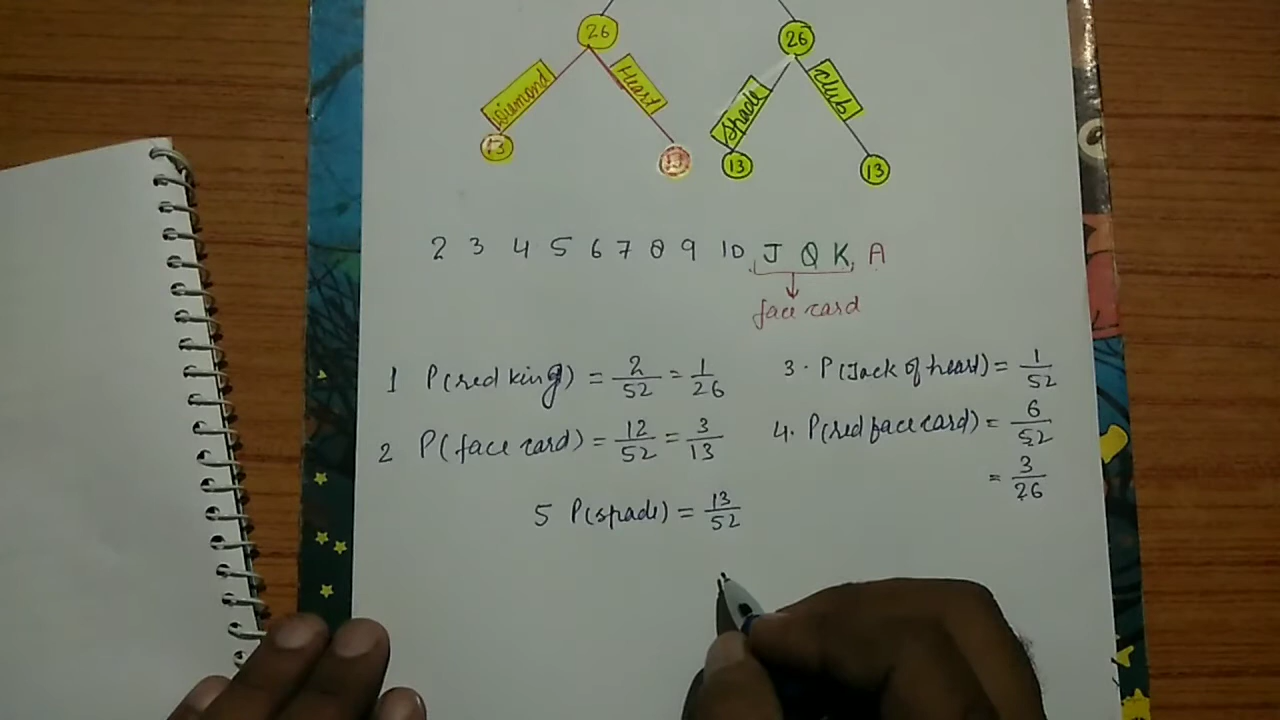 26 26
Diamond Heart Spade Club
13 13 13 13
2 3 4 5 6 7 8 9 10 J Q K A
face card
1 P(red king) = 2/52 = 1/26
2 P(face card) = 12/52 = 3/13
3. P(Jack of heart) = 1/52
4. P(red face card) = 6/52
= 3/26
5 P(spade) = 13/52